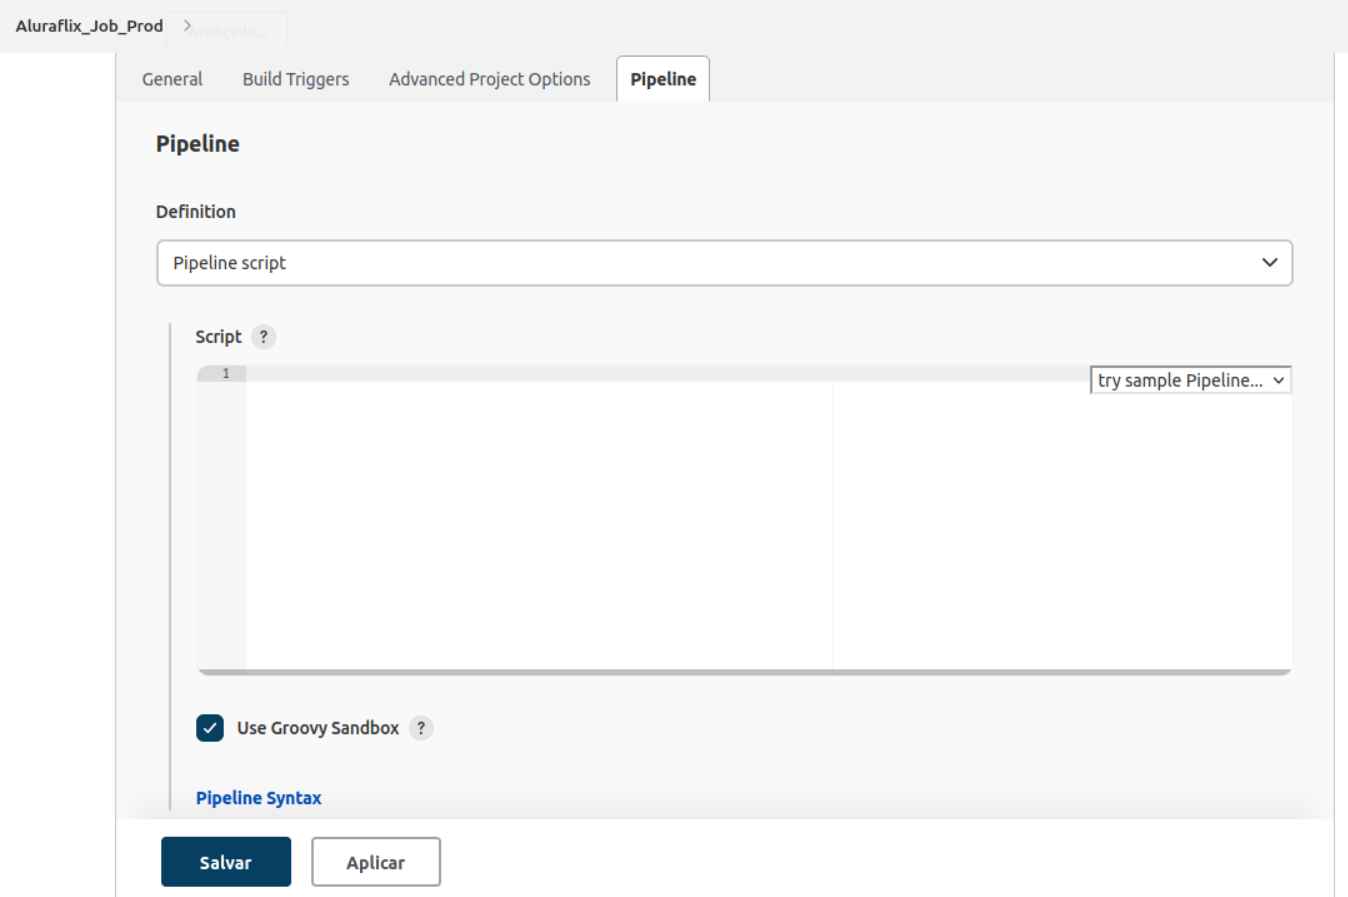 Aluraflix_Job_Prod
Avançado...
General Build Triggers Advanced Project Options Pipeline
Pipeline
Definition
Pipeline script
Script ?
1
try sample Pipeline...
Use Groovy Sandbox ?
Pipeline Syntax
Salvar Aplicar